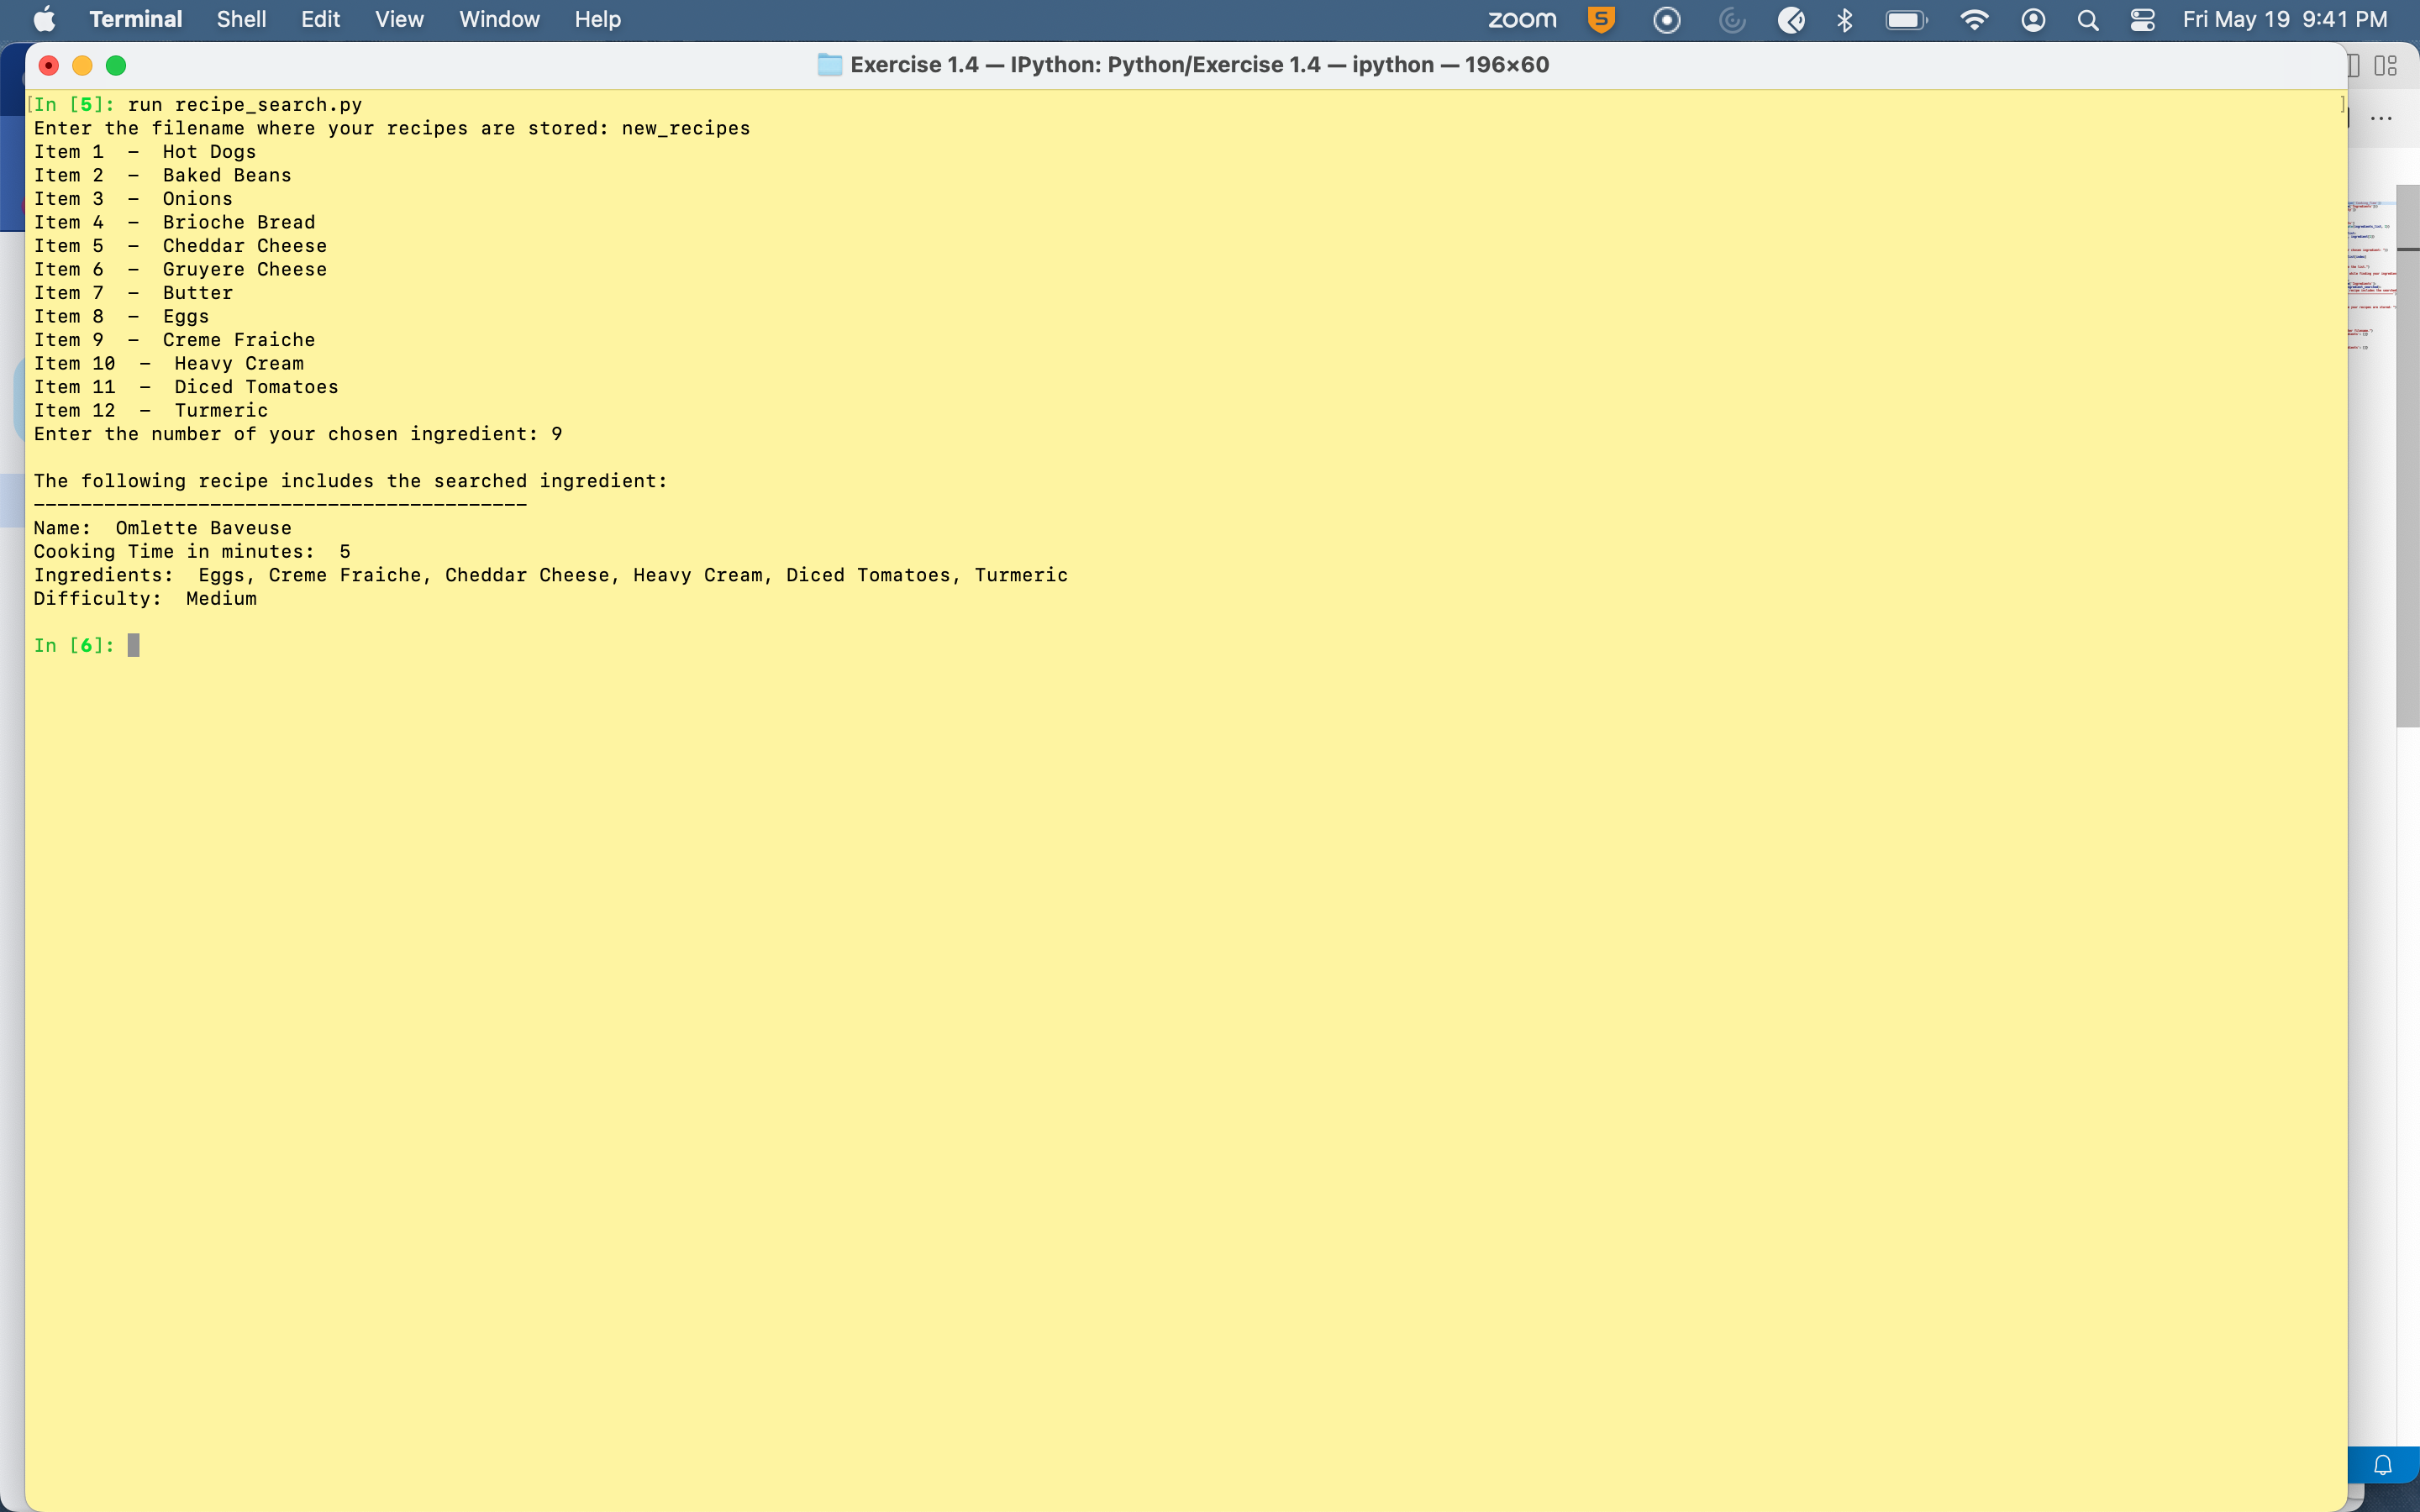 Terminal Shell Edit View Window Help zoom S Fri May 19 9:41 PM
Exercise 1.4 — IPython: Python/Exercise 1.4 — ipython — 196×60
[In [5]: run recipe_search.py ]
Enter the filename where your recipes are stored: new_recipes
Item 1  –  Hot Dogs
Item 2  –  Baked Beans
Item 3  –  Onions
Item 4  –  Brioche Bread
Item 5  –  Cheddar Cheese
Item 6  –  Gruyere Cheese
Item 7  –  Butter
Item 8  –  Eggs
Item 9  –  Creme Fraiche
Item 10  –  Heavy Cream
Item 11  –  Diced Tomatoes
Item 12  –  Turmeric
Enter the number of your chosen ingredient: 9
The following recipe includes the searched ingredient:
------------------------------------------
Name:  Omlette Baveuse
Cooking Time in minutes:  5
Ingredients:  Eggs, Creme Fraiche, Cheddar Cheese, Heavy Cream, Diced Tomatoes, Turmeric
Difficulty:  Medium
In [6]: